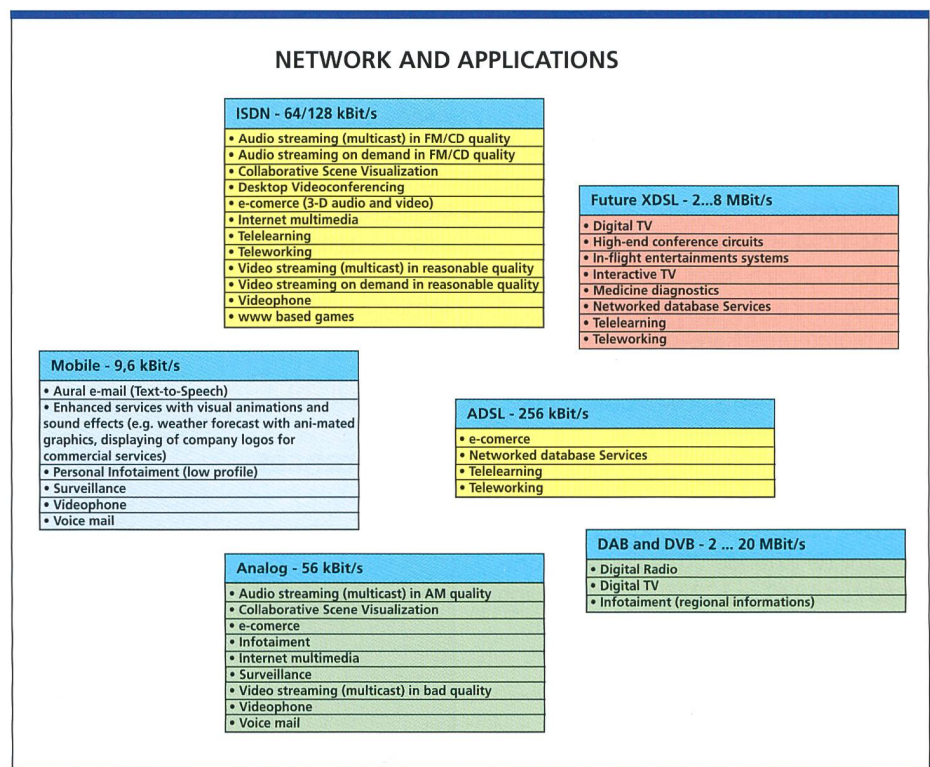 NETWORK AND APPLICATIONS
ISDN - 64/128 kBit/s
• Audio streaming (multicast) in FM/CD quality
• Audio streaming on demand in FM/CD quality
• Collaborative Scene Visualization
• Desktop Videoconferencing
• e-comerce (3-D audio and video)
• Internet multimedia
• Telelearning
• Teleworking
• Video streaming (multicast) in reasonable quality
• Video streaming on demand in reasonable quality
• Videophone
• www based games
Future XDSL - 2...8 MBit/s
• Digital TV
• High-end conference circuits
• In-flight entertainments systems
• Interactive TV
• Medicine diagnostics
• Networked database Services
• Telelearning
• Teleworking
Mobile - 9,6 kBit/s
• Aural e-mail (Text-to-Speech)
• Enhanced services with visual animations and
sound effects (e.g. weather forecast with ani-mated
graphics, displaying of company logos for
commercial services)
• Personal Infotaiment (low profile)
• Surveillance
• Videophone
• Voice mail
ADSL - 256 kBit/s
• e-comerce
• Networked database Services
• Telelearning
• Teleworking
DAB and DVB - 2 ... 20 MBit/s
• Digital Radio
• Digital TV
• Infotaiment (regional informations)
Analog - 56 kBit/s
• Audio streaming (multicast) in AM quality
• Collaborative Scene Visualization
• e-comerce
• Infotaiment
• Internet multimedia
• Surveillance
• Video streaming (multicast) in bad quality
• Videophone
• Voice mail